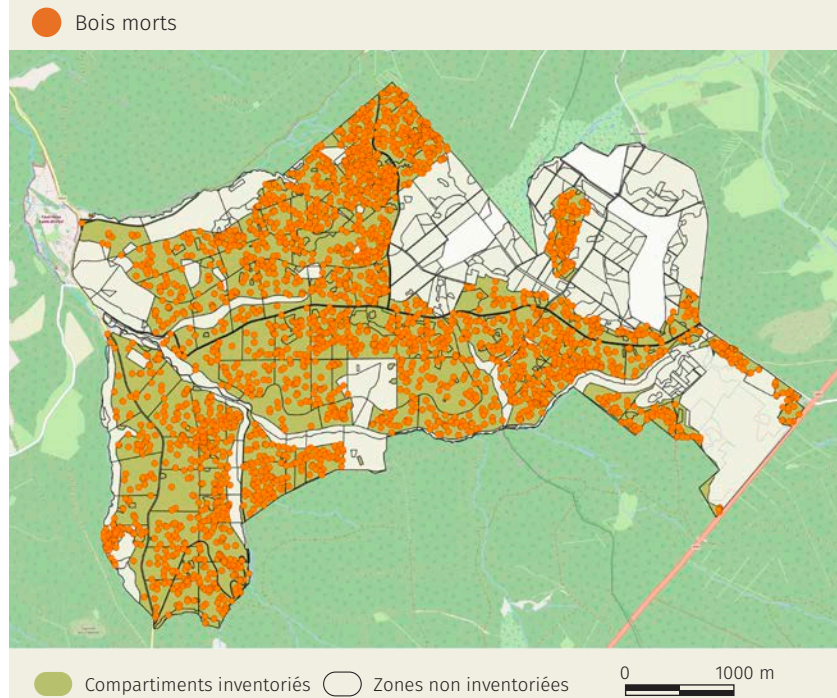 Bois morts
Compartiments inventoriés
Zones non inventoriées
0
1000 m